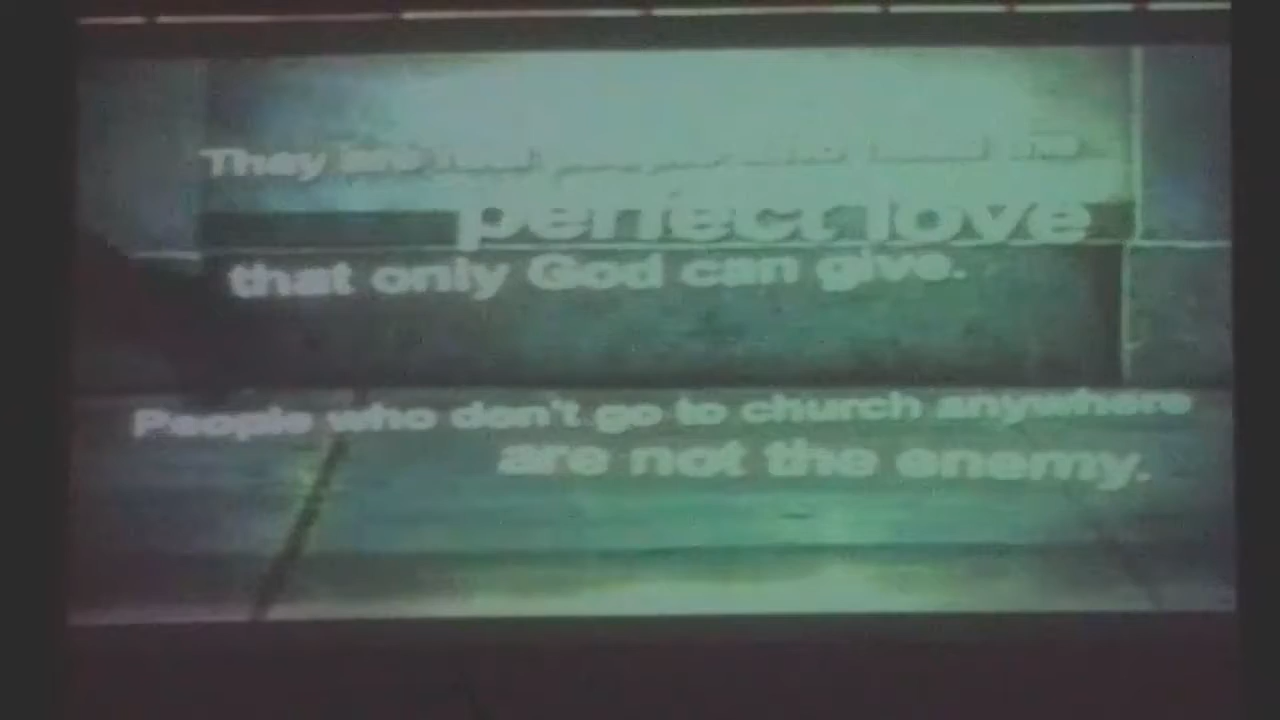 They are
perfect love
that only God can give.
People who don't go to church anywhere
are not the enemy.